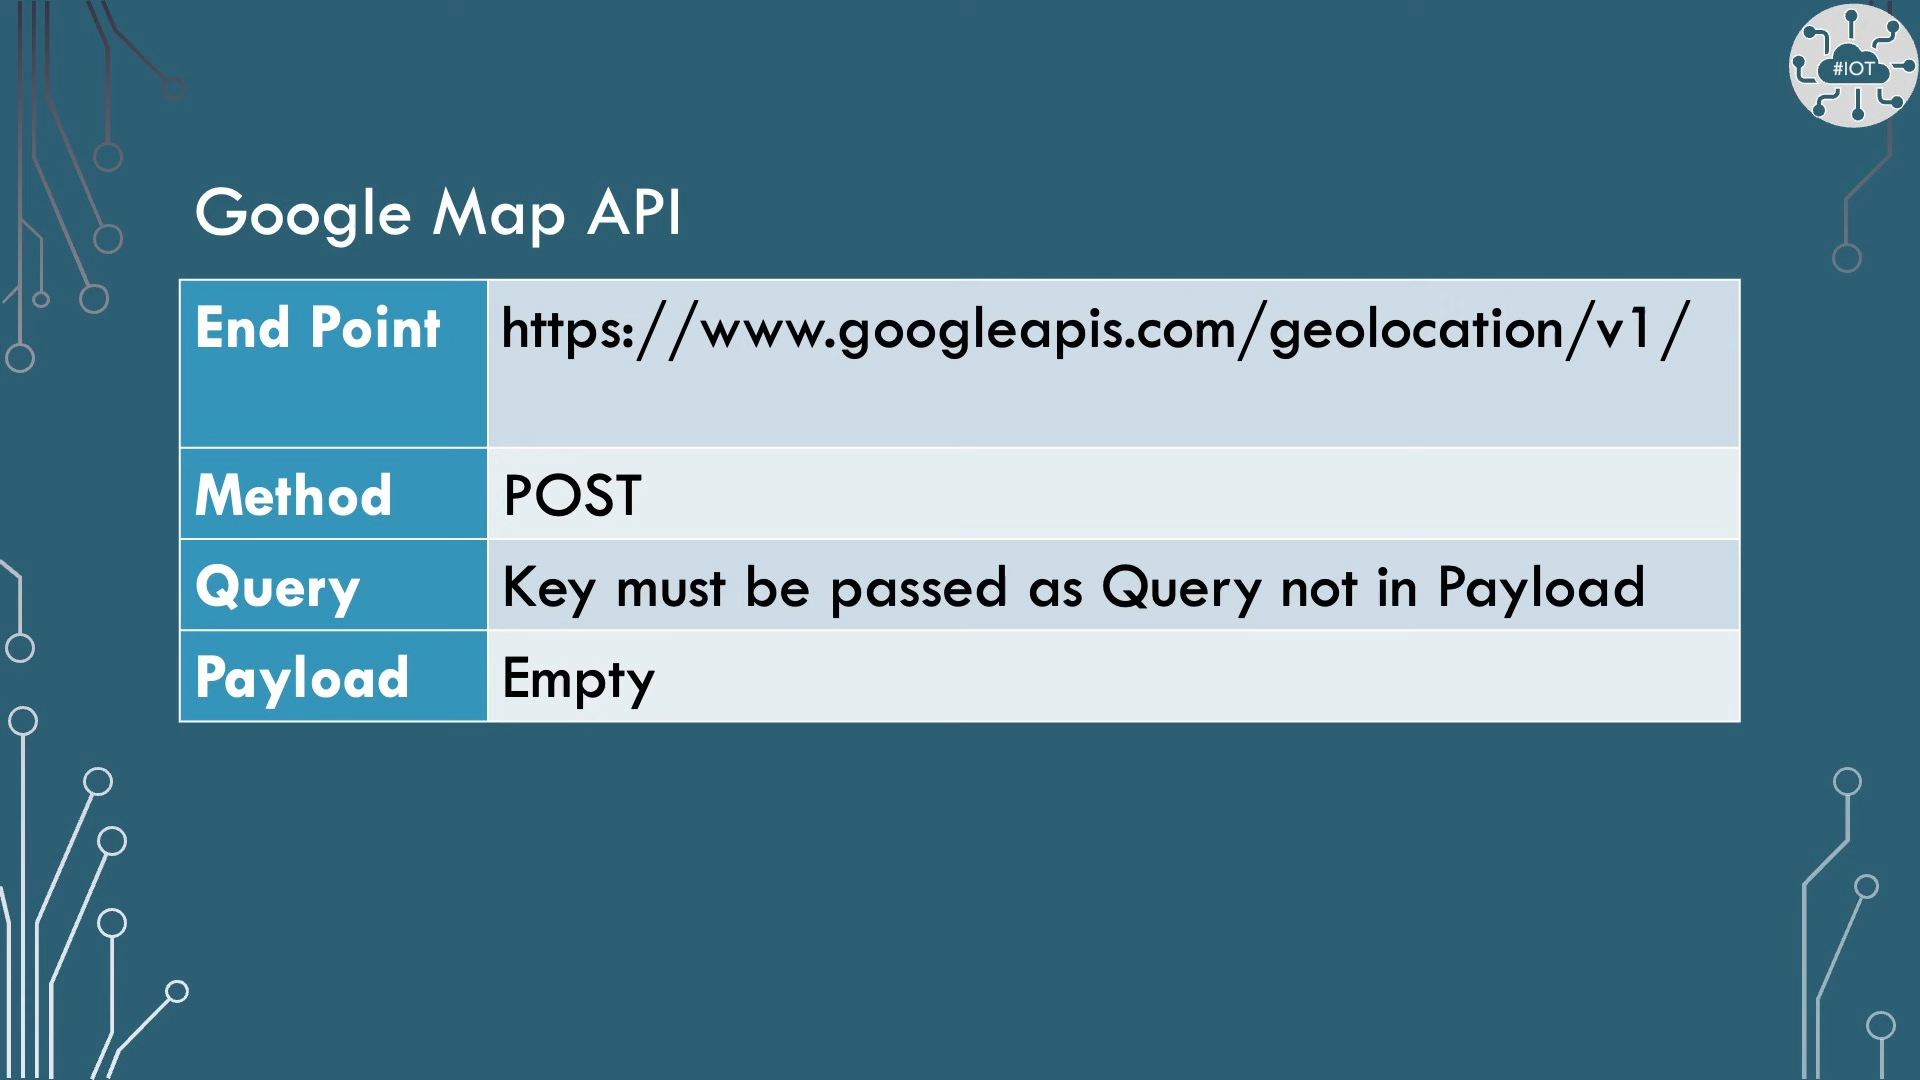 #IOT
Google Map API
End Point https://www.googleapis.com/geolocation/v1/
Method POST
Query Key must be passed as Query not in Payload
Payload Empty